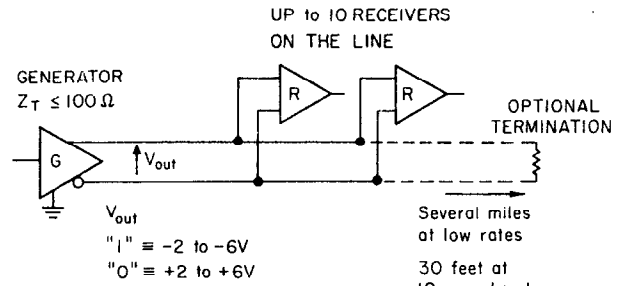 UP to 10 RECEIVERS
ON THE LINE
GENERATOR
Z_T ≤ 100 Ω
R
R
OPTIONAL
TERMINATION
G
V_out
V_out
"1" ≡ -2 to -6V
"0" ≡ +2 to +6V
Several miles
at low rates
30 feet at